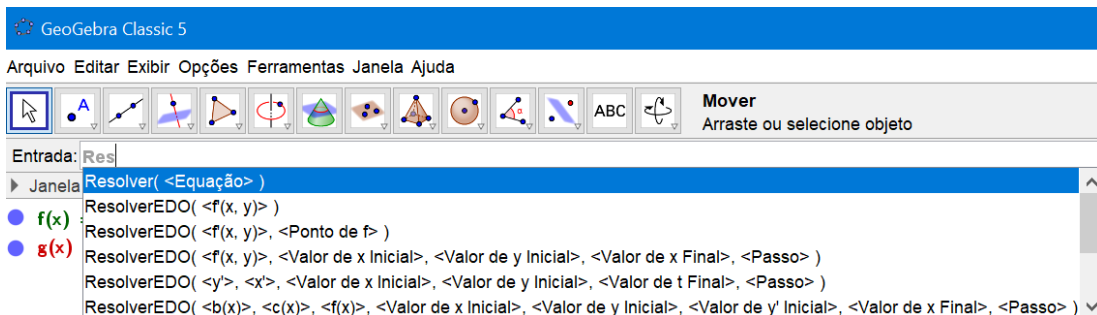 GeoGebra Classic 5
Arquivo Editar Exibir Opções Ferramentas Janela Ajuda
A
ABC
Mover
Arraste ou selecione objeto
Entrada: Res
Janela
Resolver( <Equação> )
ResolverEDO( <f'(x, y)> )
f(x)
ResolverEDO( <f'(x, y)>, <Ponto de f> )
g(x)
ResolverEDO( <f'(x, y)>, <Valor de x Inicial>, <Valor de y Inicial>, <Valor de x Final>, <Passo> )
ResolverEDO( <y'>, <x'>, <Valor de x Inicial>, <Valor de y Inicial>, <Valor de t Final>, <Passo> )
ResolverEDO( <b(x)>, <c(x)>, <f(x)>, <Valor de x Inicial>, <Valor de y Inicial>, <Valor de y' Inicial>, <Valor de x Final>, <Passo> )